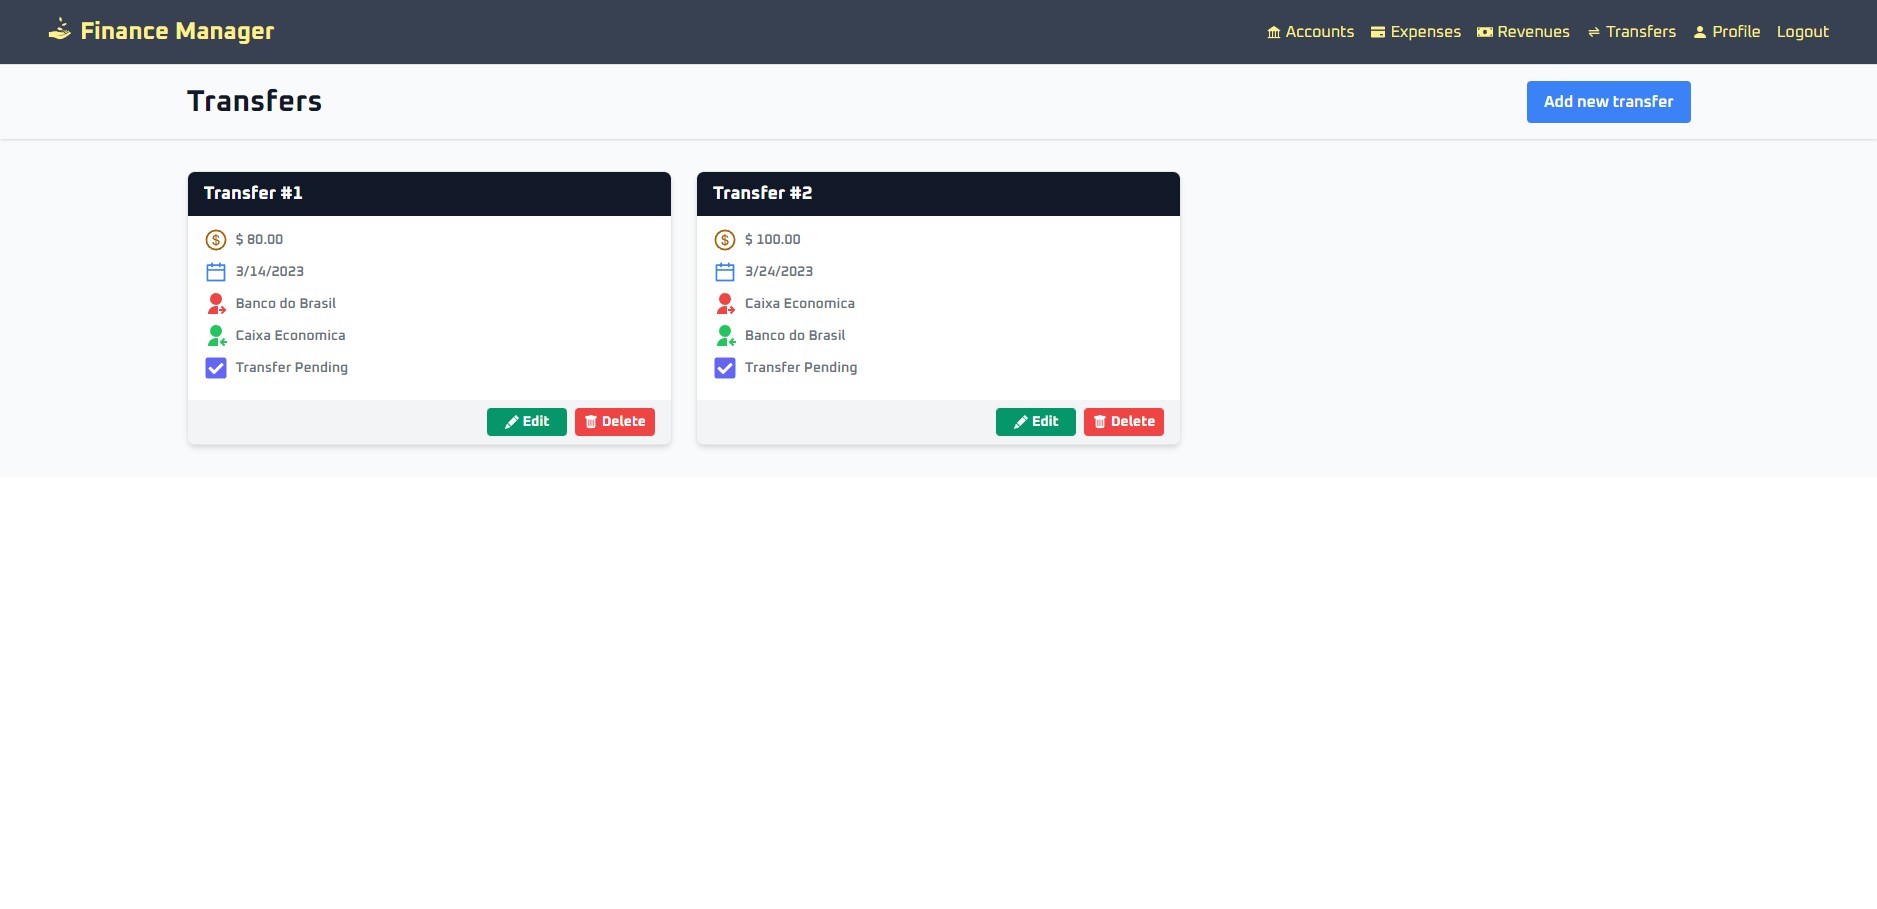 Finance Manager
Accounts Expenses Revenues Transfers Profile Logout
Transfers
Add new transfer
Transfer #1
$ 80.00
3/14/2023
Banco do Brasil
Caixa Economica
Transfer Pending
Edit Delete
Transfer #2
$ 100.00
3/24/2023
Caixa Economica
Banco do Brasil
Transfer Pending
Edit Delete